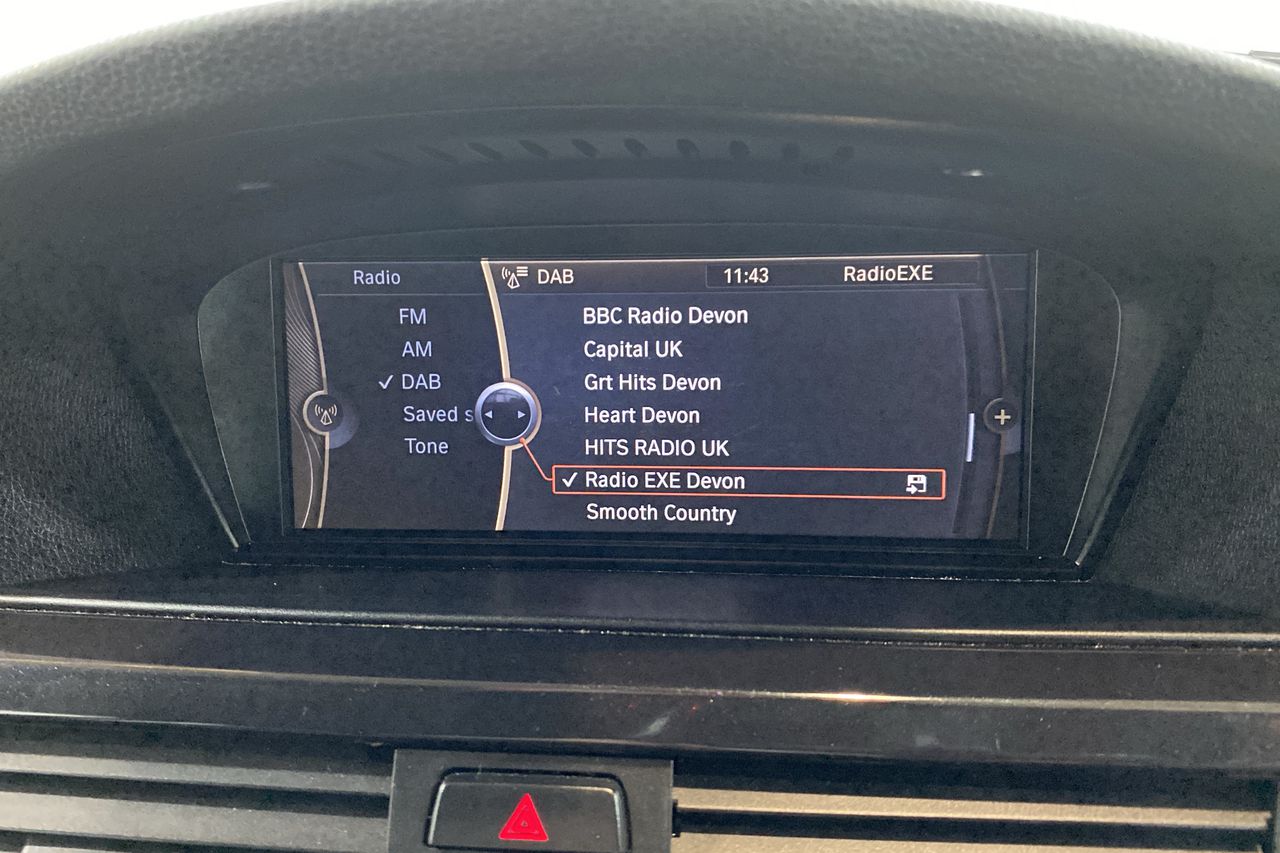 Radio
DAB
11:43
RadioEXE
FM
AM
✓ DAB
Saved s
Tone
BBC Radio Devon
Capital UK
Grt Hits Devon
Heart Devon
HITS RADIO UK
✓ Radio EXE Devon
Smooth Country